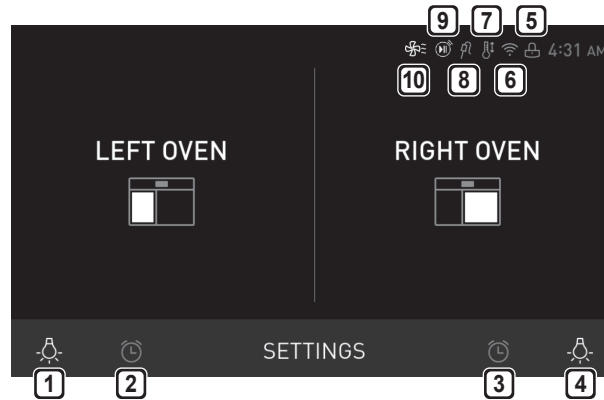 9 7 5
4:31 AM
10 8 6
LEFT OVEN RIGHT OVEN
SETTINGS
1 2 3 4